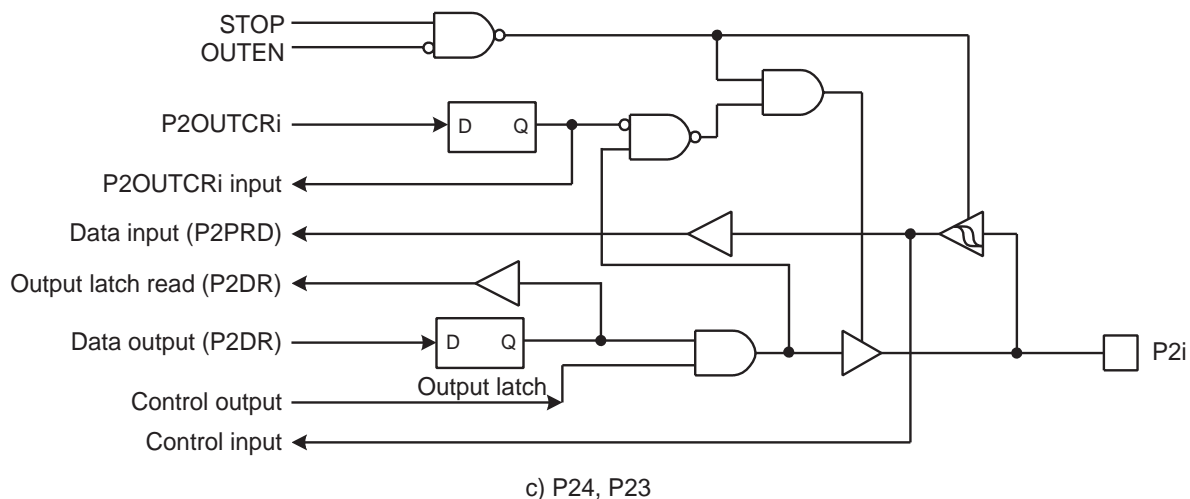 STOP
OUTEN
P2OUTCRi
D Q
P2OUTCRi input
Data input (P2PRD)
Output latch read (P2DR)
Data output (P2DR)
D Q
P2i
Output latch
Control output
Control input
c) P24, P23